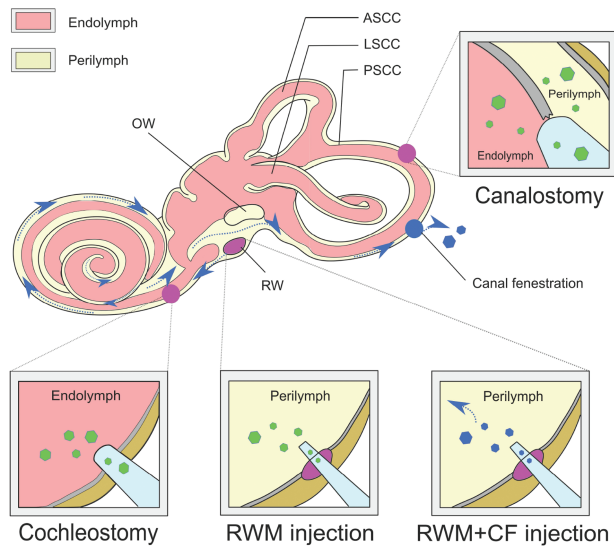 Endolymph
Perilymph
ASCC
LSCC
PSCC
OW
RW
Perilymph
Endolymph
Canalostomy
Canal fenestration
Endolymph
Cochleostomy
Perilymph
RWM injection
Perilymph
RWM+CF injection